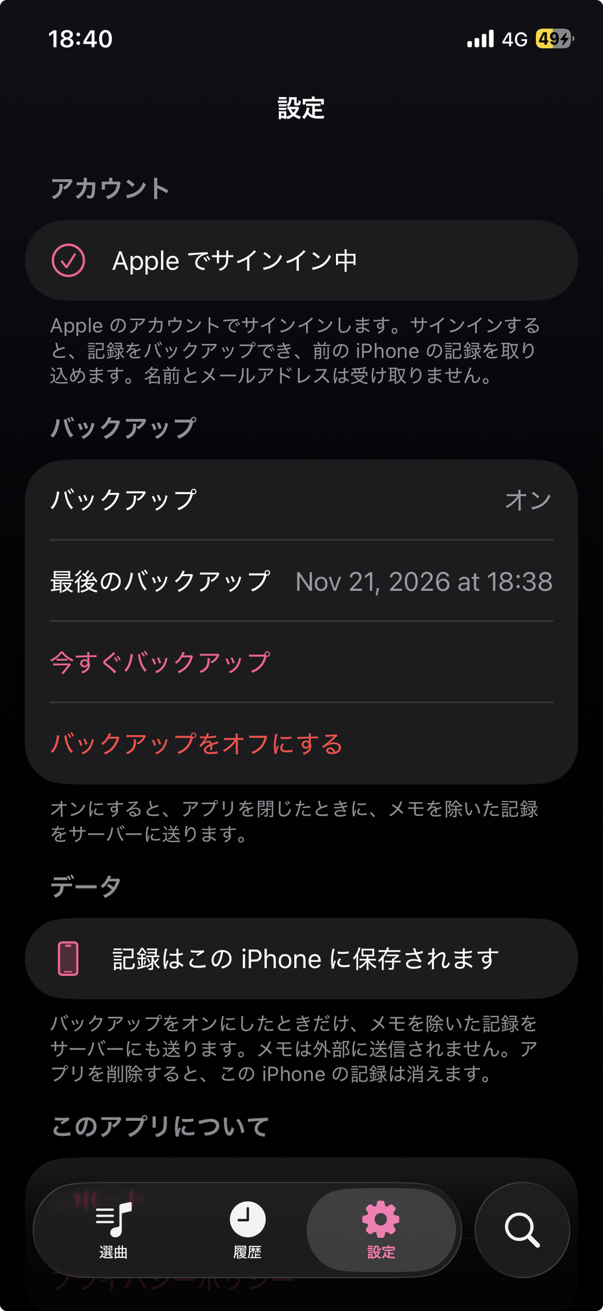 18:40
4G
49
設定
アカウント
Apple でサインイン中
Apple のアカウントでサインインします。サインインする
と、記録をバックアップでき、前の iPhone の記録を取り
込めます。名前とメールアドレスは受け取りません。
バックアップ
バックアップ オン
最後のバックアップ Nov 21, 2026 at 18:38
今すぐバックアップ
バックアップをオフにする
オンにすると、アプリを閉じたときに、メモを除いた記録
をサーバーに送ります。
データ
記録はこの iPhone に保存されます
バックアップをオンにしたときだけ、メモを除いた記録を
サーバーにも送ります。メモは外部に送信されません。ア
プリを削除すると、この iPhone の記録は消えます。
このアプリについて
選曲 履歴 設定
プライバシーポリシー